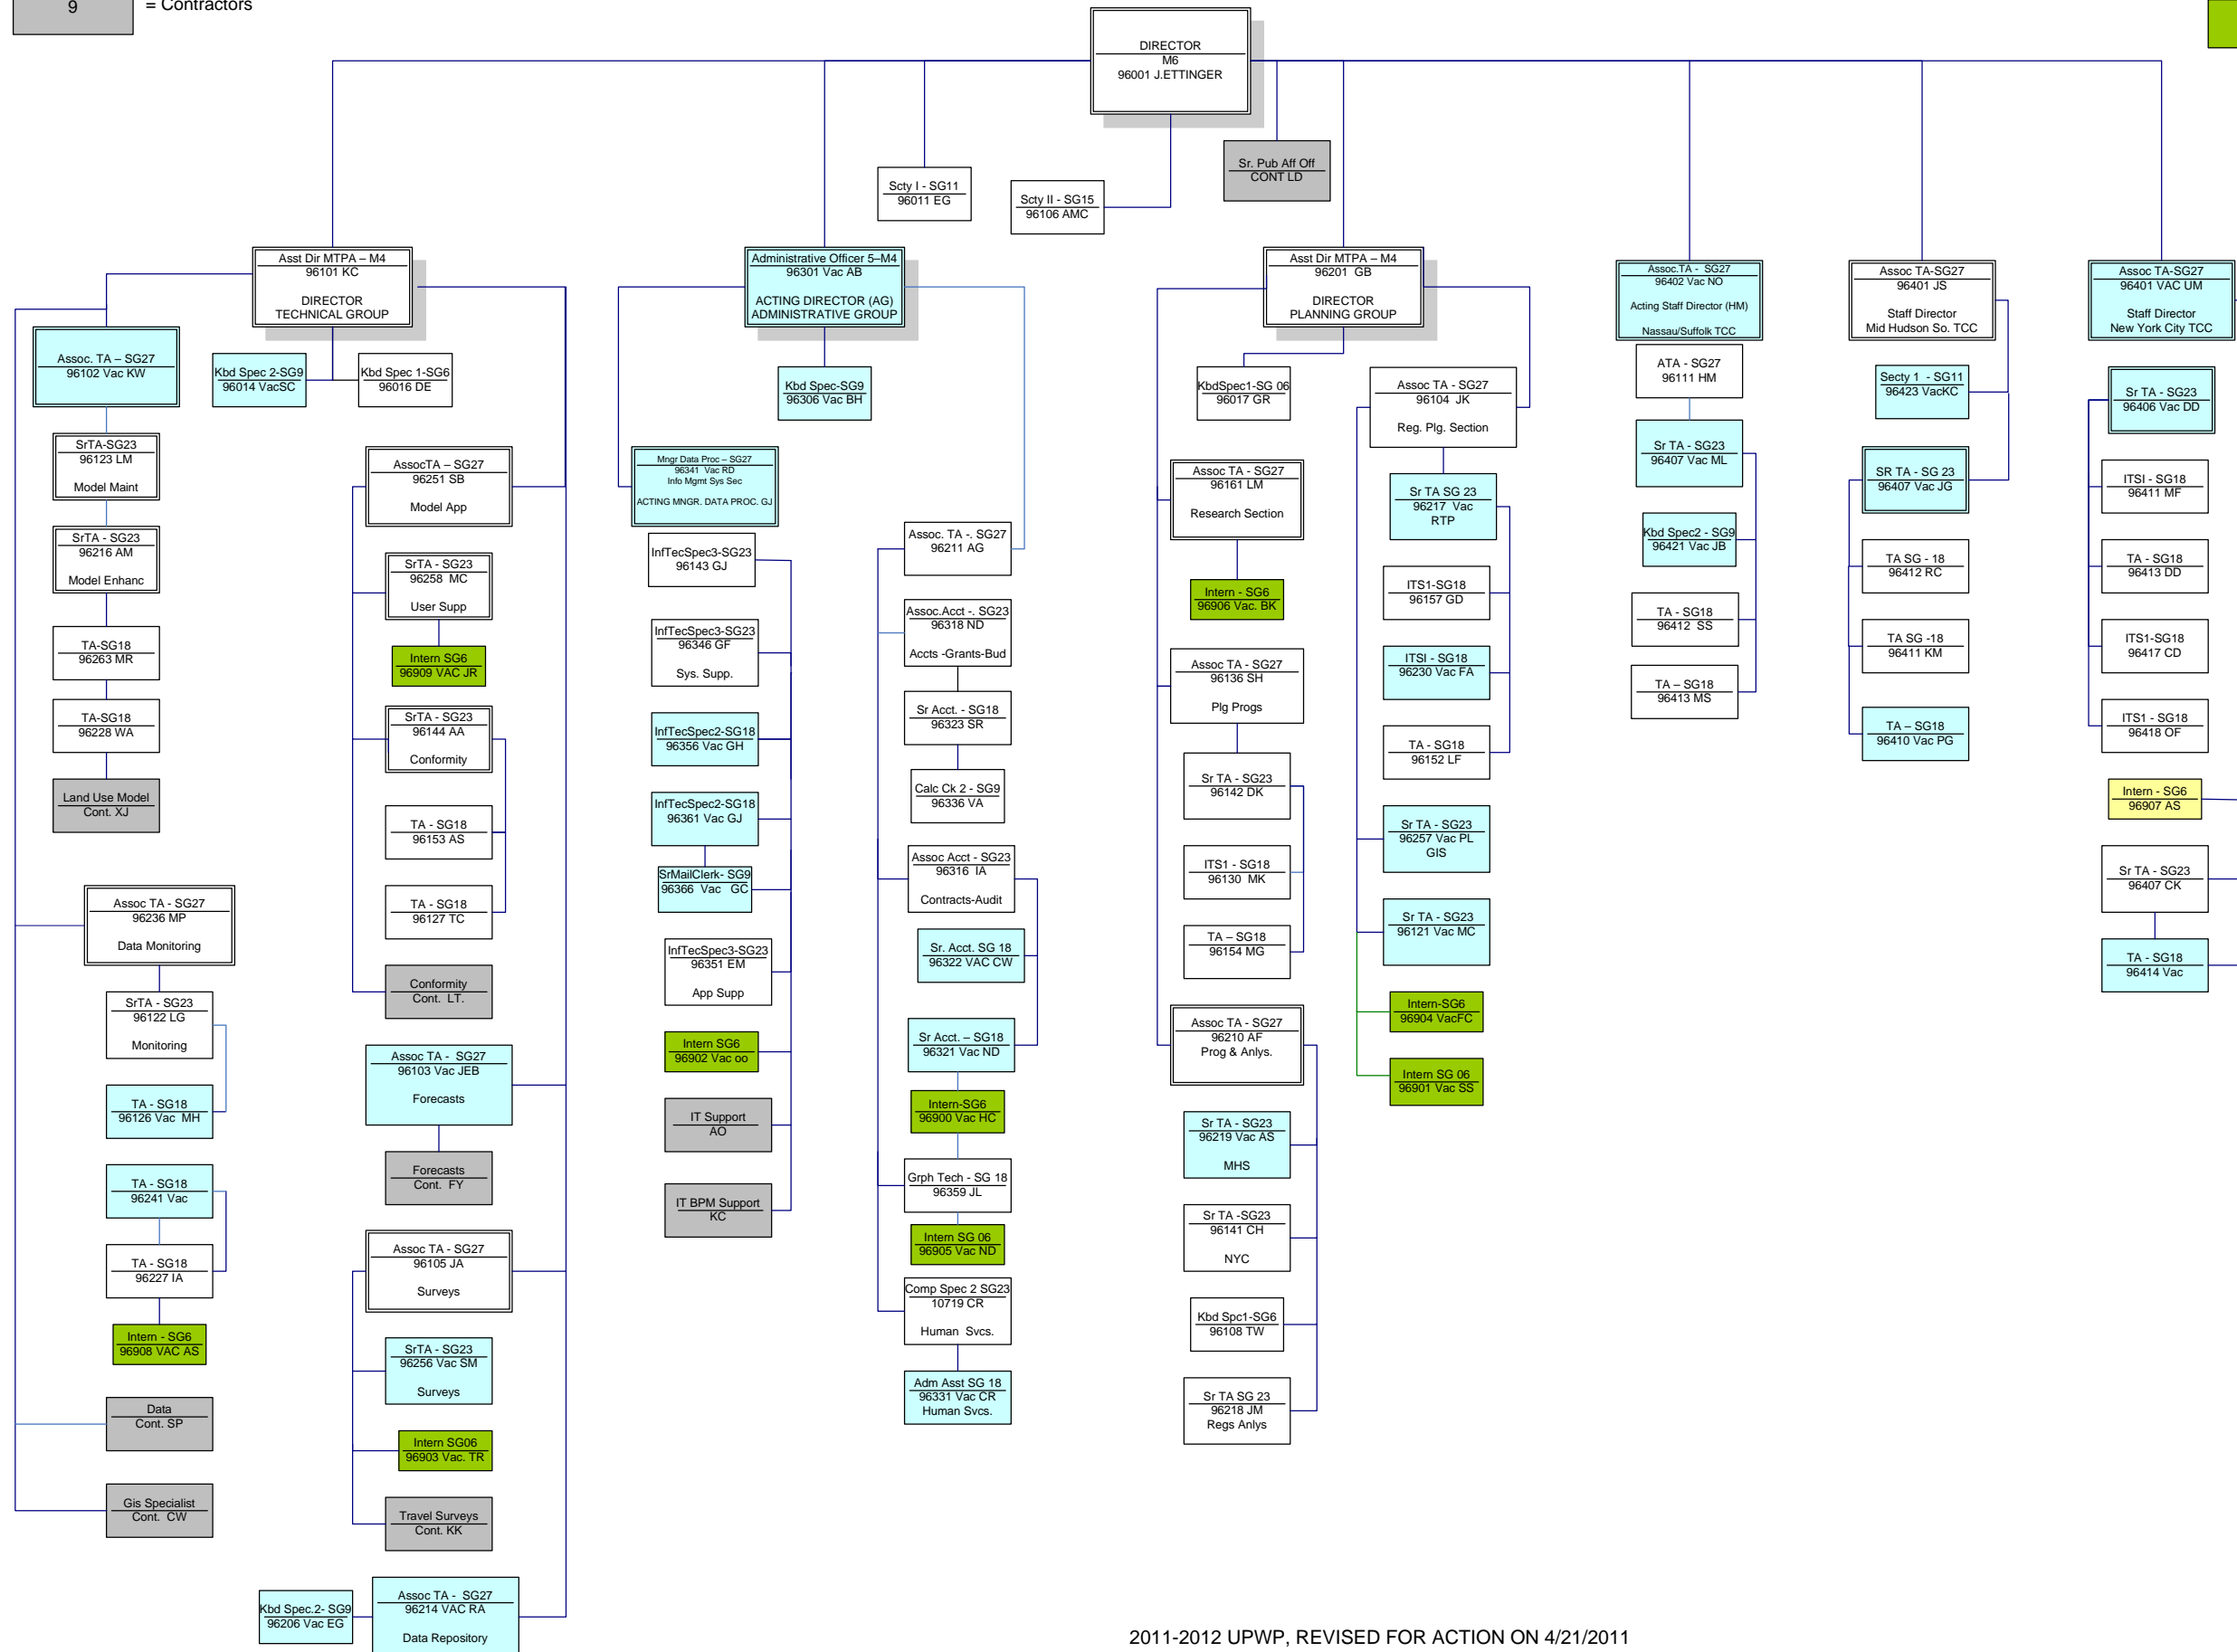 9
= Contractors
DIRECTOR
M6
96001 J.ETTINGER
Sr. Pub Aff Off
CONT LD
Scty I - SG11
96011 EG
Scty II - SG15
96106 AMC
Asst Dir MTPA – M4
96101 KC
DIRECTOR
TECHNICAL GROUP
Administrative Officer 5–M4
96301 Vac AB
ACTING DIRECTOR (AG)
ADMINISTRATIVE GROUP
Asst Dir MTPA – M4
96201 GB
DIRECTOR
PLANNING GROUP
Assoc.TA - SG27
96402 Vac NO
Acting Staff Director (HM)
Nassau/Suffolk TCC
Assoc TA-SG27
96401 JS
Staff Director
Mid Hudson So. TCC
Assoc TA-SG27
96401 VAC UM
Staff Director
New York City TCC
Assoc. TA – SG27
96102 Vac KW
Kbd Spec 2-SG9
96014 VacSC
Kbd Spec 1-SG6
96016 DE
SrTA-SG23
96123 LM
Model Maint
SrTA - SG23
96216 AM
Model Enhanc
TA-SG18
96263 MR
TA-SG18
96228 WA
Land Use Model
Cont. XJ
Assoc TA - SG27
96236 MP
Data Monitoring
SrTA - SG23
96122 LG
Monitoring
TA - SG18
96126 Vac MH
TA - SG18
96241 Vac
TA - SG18
96227 IA
Intern - SG6
96908 VAC AS
Data
Cont. SP
Gis Specialist
Cont. CW
AssocTA – SG27
96251 SB
Model App
SrTA - SG23
96258 MC
User Supp
Intern SG6
96909 VAC JR
SrTA - SG23
96144 AA
Conformity
TA - SG18
96153 AS
TA - SG18
96127 TC
Conformity
Cont. LT.
Assoc TA - SG27
96103 Vac JEB
Forecasts
Forecasts
Cont. FY
Assoc TA - SG27
96105 JA
Surveys
SrTA - SG23
96256 Vac SM
Surveys
Intern SG06
96903 Vac. TR
Travel Surveys
Cont. KK
Kbd Spec.2- SG9
96206 Vac EG
Assoc TA - SG27
96214 VAC RA
Data Repository
Kbd Spec-SG9
96306 Vac BH
Mngr Data Proc – SG27
96341 Vac RD
Info Mgmt Sys Sec
ACTING MNGR. DATA PROC. GJ
InfTecSpec3-SG23
96143 GJ
InfTecSpec3-SG23
96346 GF
Sys. Supp.
InfTecSpec2-SG18
96356 Vac GH
InfTecSpec2-SG18
96361 Vac GJ
SrMailClerk- SG9
96366 Vac GC
InfTecSpec3-SG23
96351 EM
App Supp
Intern SG6
96902 Vac oo
IT Support
AO
IT BPM Support
KC
Assoc. TA -. SG27
96211 AG
Assoc.Acct -. SG23
96318 ND
Accts -Grants-Bud
Sr Acct. - SG18
96323 SR
Calc Ck 2 - SG9
96336 VA
Assoc Acct - SG23
96316 IA
Contracts-Audit
Sr. Acct. SG 18
96322 VAC CW
Sr Acct. – SG18
96321 Vac ND
Intern-SG6
96900 Vac HC
Grph Tech - SG 18
96359 JL
Intern SG 06
96905 Vac ND
Comp Spec 2 SG23
10719 CR
Human Svcs.
Adm Asst SG 18
96331 Vac CR
Human Svcs.
KbdSpec1-SG 06
96017 GR
Assoc TA - SG27
96161 LM
Research Section
Intern - SG6
96906 Vac. BK
Assoc TA - SG27
96136 SH
Plg Progs
Sr TA - SG23
96142 DK
ITS1 - SG18
96130 MK
TA – SG18
96154 MG
Assoc TA - SG27
96210 AF
Prog & Anlys.
Sr TA - SG23
96219 Vac AS
MHS
Sr TA -SG23
96141 CH
NYC
Kbd Spc1-SG6
96108 TW
Sr TA SG 23
96218 JM
Regs Anlys
Assoc TA - SG27
96104 JK
Reg. Plg. Section
Sr TA SG 23
96217 Vac
RTP
ITS1-SG18
96157 GD
ITSI - SG18
96230 Vac FA
TA - SG18
96152 LF
Sr TA - SG23
96257 Vac PL
GIS
Sr TA - SG23
96121 Vac MC
Intern-SG6
96904 VacFC
Intern SG 06
96901 Vac SS
ATA - SG27
96111 HM
Sr TA - SG23
96407 Vac ML
Kbd Spec2 - SG9
96421 Vac JB
TA - SG18
96412 SS
TA – SG18
96413 MS
Secty 1 - SG11
96423 VacKC
SR TA - SG 23
96407 Vac JG
TA SG - 18
96412 RC
TA SG -18
96411 KM
TA – SG18
96410 Vac PG
Sr TA - SG23
96406 Vac DD
ITSI - SG18
96411 MF
TA - SG18
96413 DD
ITS1-SG18
96417 CD
ITS1 - SG18
96418 OF
Intern - SG6
96907 AS
Sr TA - SG23
96407 CK
TA - SG18
96414 Vac
2011-2012 UPWP, REVISED FOR ACTION ON 4/21/2011